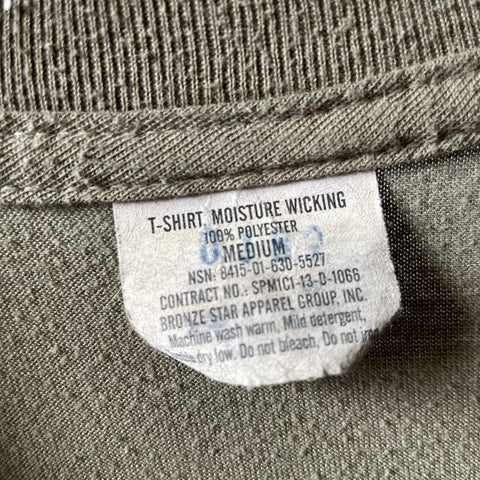 T-SHIRT, MOISTURE WICKING
100% POLYESTER
MEDIUM
NSN: 8415-01-630-5527
CONTRACT NO.: SPM1C1-13-D-1066
BRONZE STAR APPAREL GROUP, INC.
Machine wash warm, Mild detergent,
dry low. Do not bleach, Do not